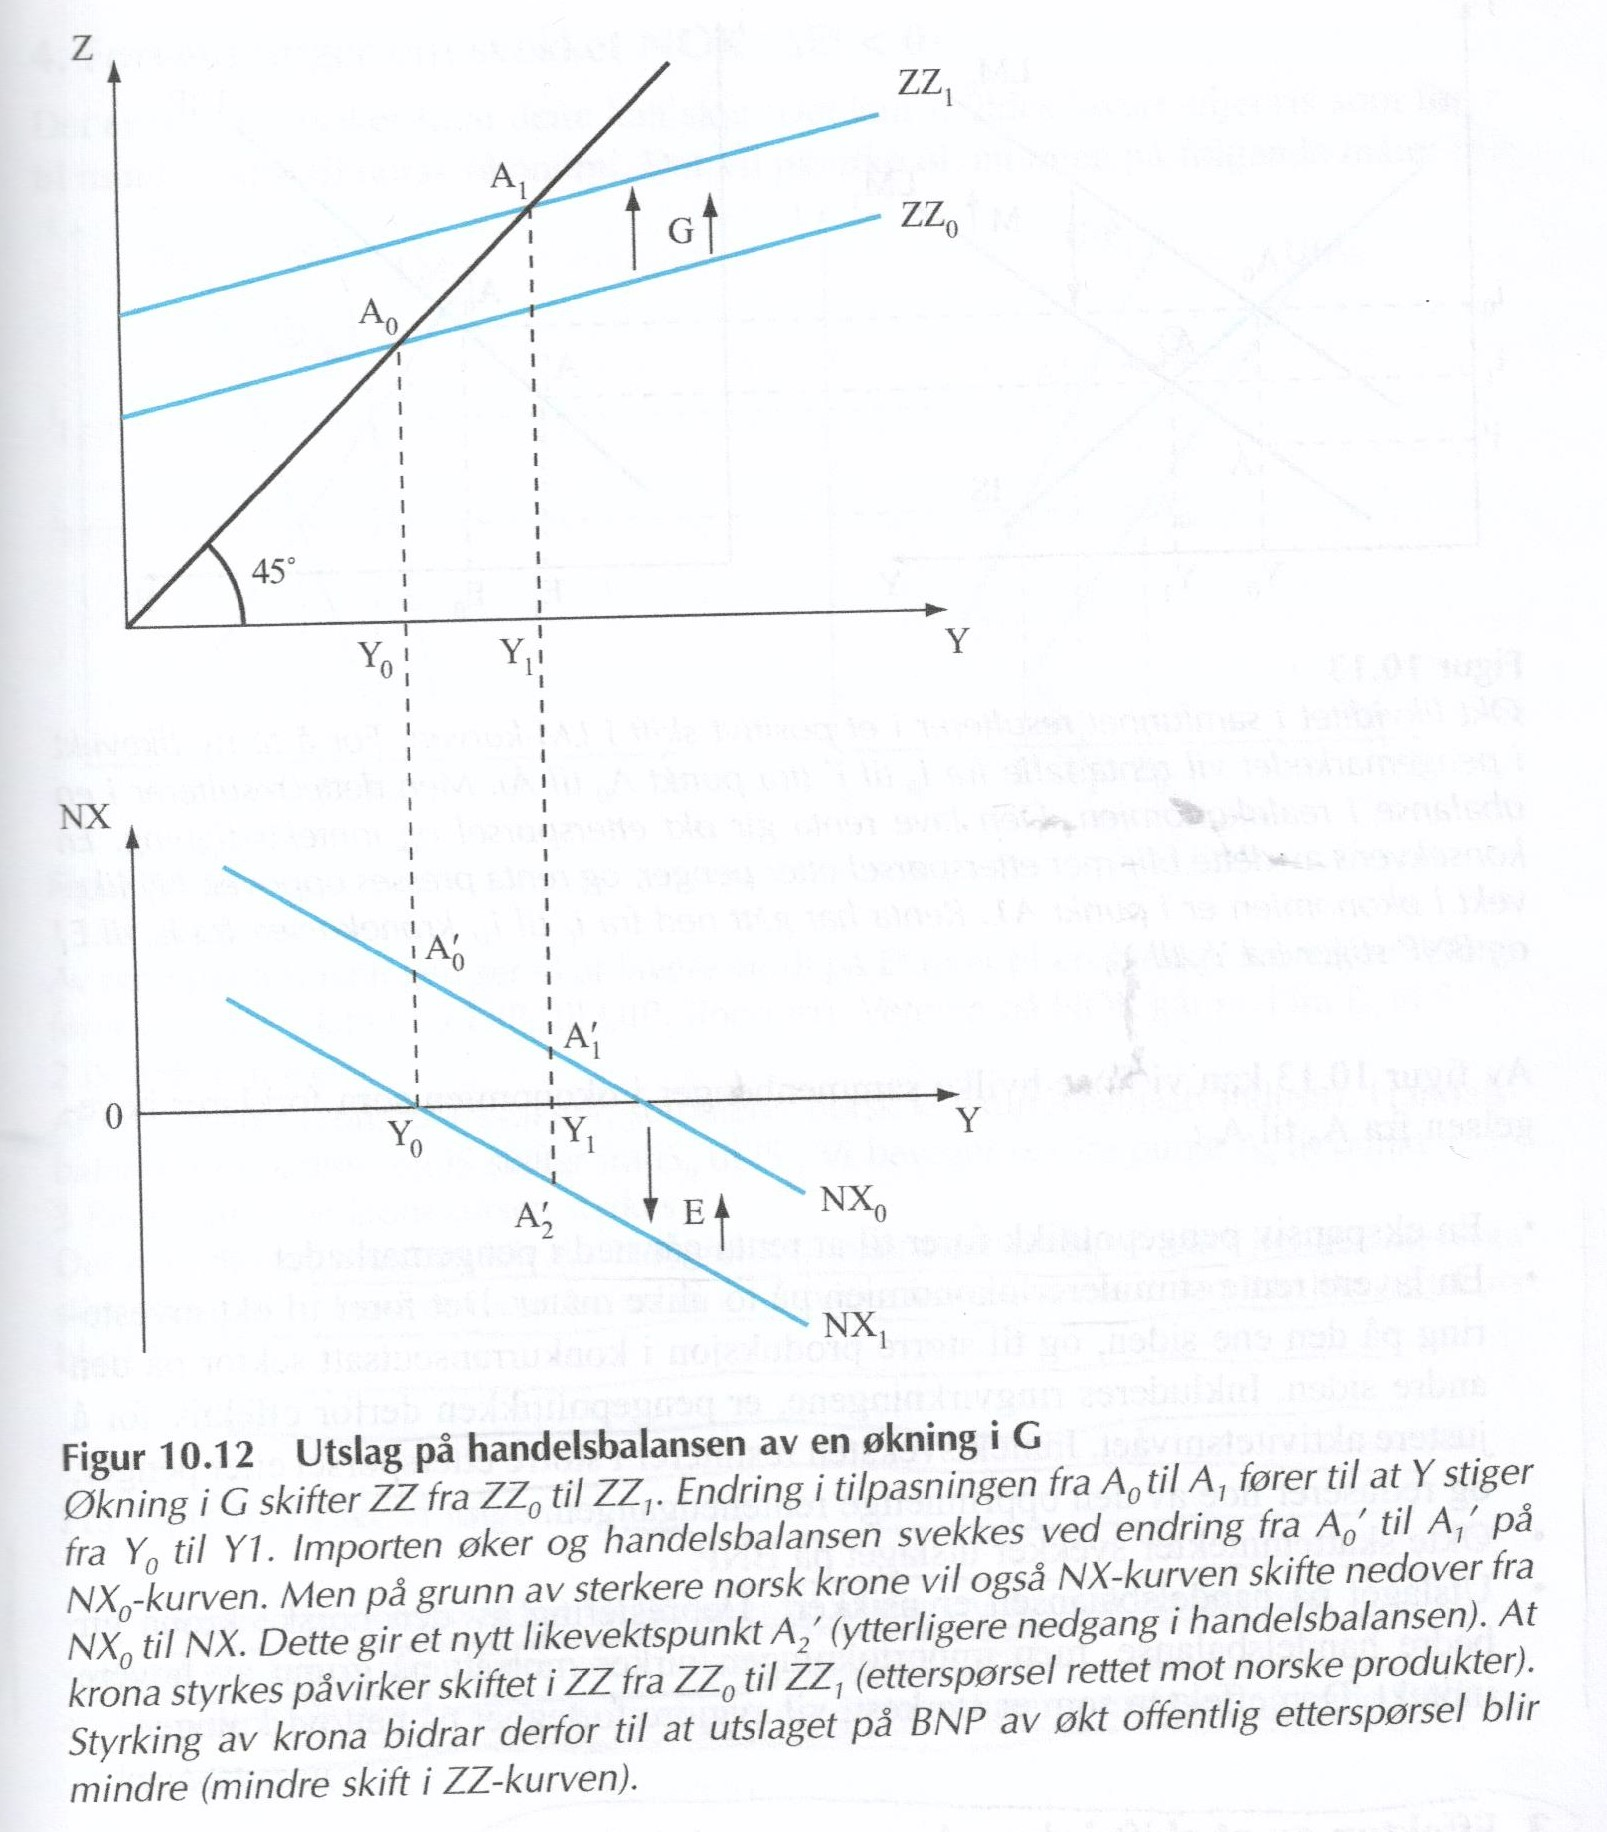 Z
ZZ₁
A₁
ZZ₀
G
A₀
45°
Y₀
Y₁
Y
NX
A₀′
A₁′
0
Y₀
Y₁
Y
A₂′
E
NX₀
NX₁
Figur 10.12 Utslag på handelsbalansen av en økning i G
Økning i G skifter ZZ fra ZZ₀ til ZZ₁. Endring i tilpasningen fra A₀ til A₁ fører til at Y stiger
fra Y₀ til Y1. Importen øker og handelsbalansen svekkes ved endring fra A₀′ til A₁′ på
NX₀-kurven. Men på grunn av sterkere norsk krone vil også NX-kurven skifte nedover fra
NX₀ til NX. Dette gir et nytt likevektspunkt A₂′ (ytterligere nedgang i handelsbalansen). At
krona styrkes påvirker skiftet i ZZ fra ZZ₀ til ZZ₁ (etterspørsel rettet mot norske produkter).
Styrking av krona bidrar derfor til at utslaget på BNP av økt offentlig etterspørsel blir
mindre (mindre skift i ZZ-kurven).